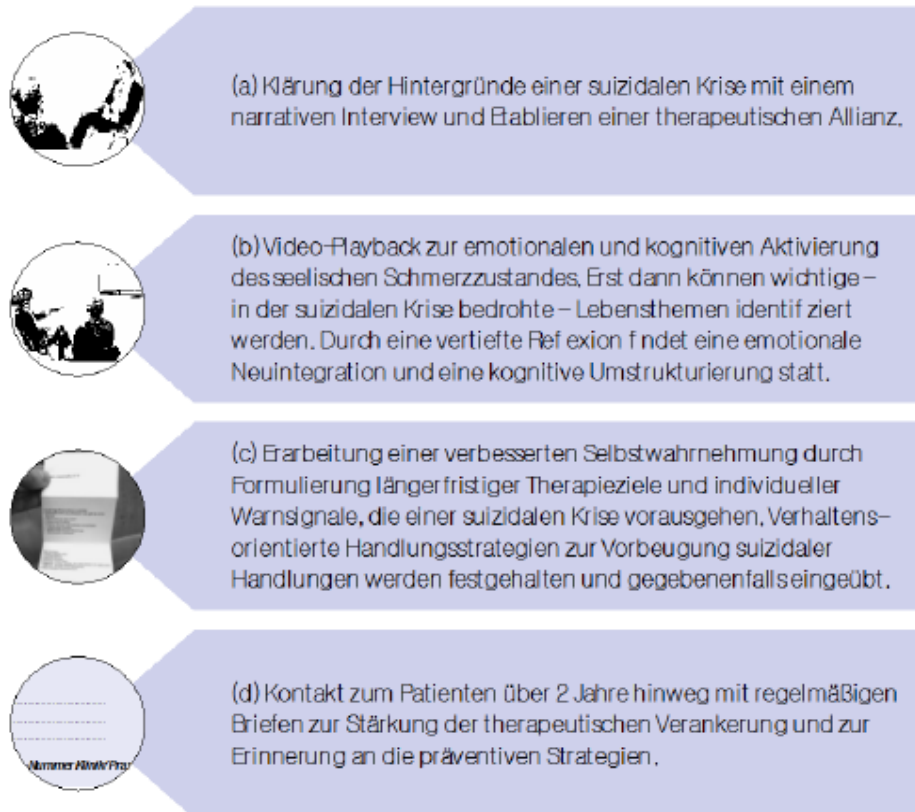 (a) Klärung der Hintergründe einer suizidalen Krise mit einem
narrativen Interview und Etablieren einer therapeutischen Allianz.
(b) Video-Playback zur emotionalen und kognitiven Aktivierung
des seelischen Schmerzzustandes. Erst dann können wichtige –
in der suizidalen Krise bedrohte – Lebensthemen identif ziert
werden. Durch eine vertiefte Ref exion f ndet eine emotionale
Neuintegration und eine kognitive Umstrukturierung statt.
(c) Erarbeitung einer verbesserten Selbstwahrnehmung durch
Formulierung längerfristiger Therapieziele und individueller
Warnsignale, die einer suizidalen Krise vorausgehen. Verhaltens-
orientierte Handlungsstrategien zur Vorbeugung suizidaler
Handlungen werden festgehalten und gegebenenfalls eingeübt.
(d) Kontakt zum Patienten über 2 Jahre hinweg mit regelmäßigen
Briefen zur Stärkung der therapeutischen Verankerung und zur
Erinnerung an die präventiven Strategien.
Nummer Klinik/Prax